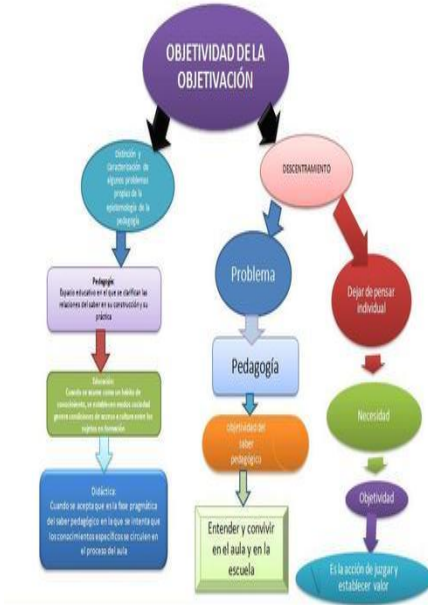 OBJETIVIDAD DE LA
OBJETIVACIÓN
Distinción y
Caracterización de
algunos problemas
propios de la
epistemología de la
pedagogía
Pedagogía:
Espacio educativo en el que se clarifican las
relaciones del saber en su construcción y su
práctica
Educación:
Cuando se asume como un hábito de
conocimiento, se establece en modos sociedad
genera condiciones de acceso a cultura entre los
sujetos en formación
Didáctica:
Cuando se acepta que es la fase pragmática
del saber pedagógico en la que se intenta que
los conocimientos específicos se circulen en
el proceso del aula
DESCENTRAMIENTO
Problema
Pedagogía
objetividad del
saber
pedagógico
Entender y convivir
en el aula y en la
escuela
Dejar de pensar
individual
Necesidad
Objetividad
Es la acción de juzgar y
establecer valor